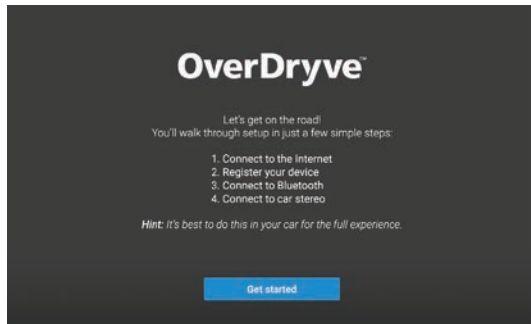 OverDryve™
Let's get on the road!
You'll walk through setup in just a few simple steps:
1. Connect to the Internet
2. Register your device
3. Connect to Bluetooth
4. Connect to car stereo
Hint: It's best to do this in your car for the full experience.
Get started